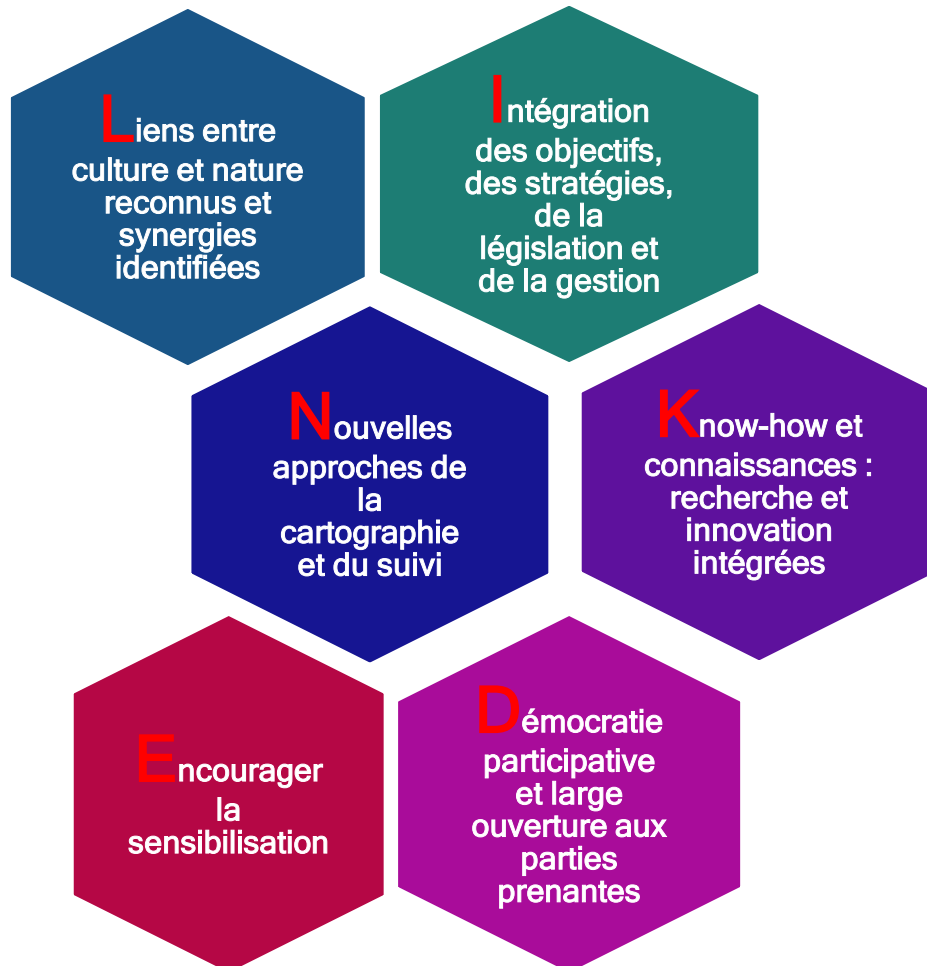 Liens entre
culture et nature
reconnus et
synergies
identifiées
Intégration
des objectifs,
des stratégies,
de la
législation et
de la gestion
Nouvelles
approches de
la
cartographie
et du suivi
Know-how et
connaissances :
recherche et
innovation
intégrées
Encourager
la
sensibilisation
Démocratie
participative
et large
ouverture aux
parties
prenantes